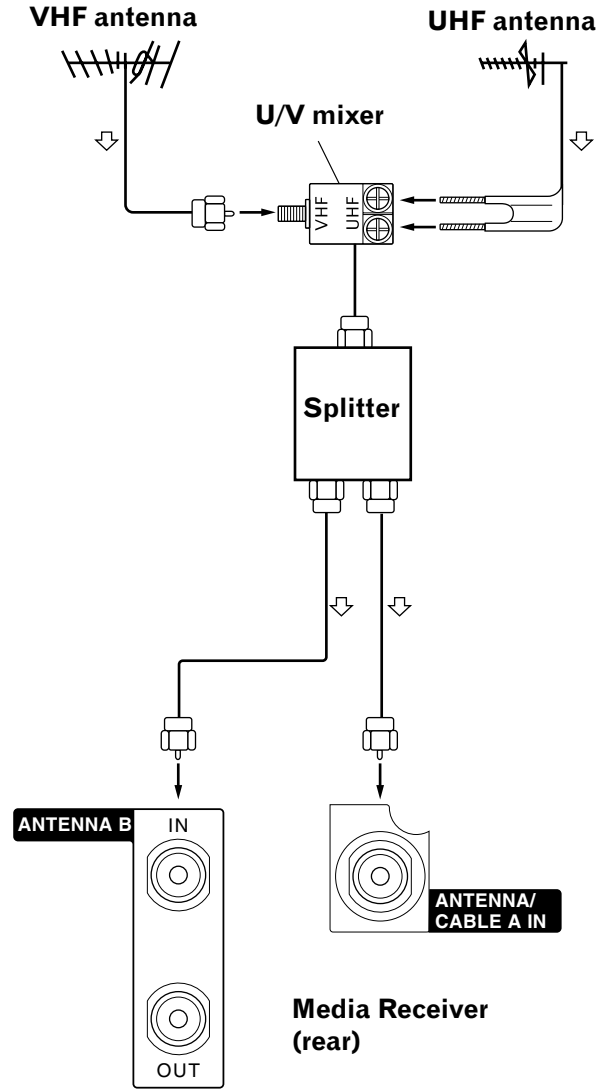 VHF antenna
UHF antenna
U/V mixer
VHF
UHF
Splitter
ANTENNA B
IN
ANTENNA/
CABLE A IN
Media Receiver
(rear)
OUT